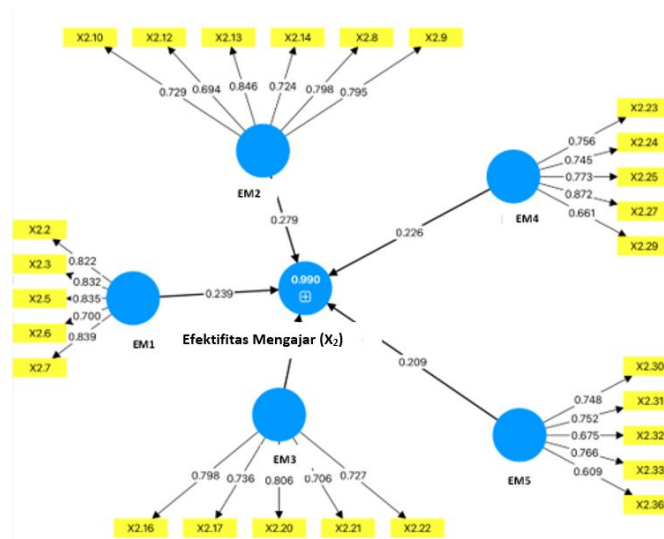 X2.10 X2.12 X2.13 X2.14 X2.8 X2.9
0.729 0.694 0.846 0.724 0.798 0.795
EM2
X2.23
X2.24
X2.25
X2.27
X2.29
0.756
0.745
0.773
0.872
0.661
EM4
0.279
0.226
X2.2
X2.3
X2.5
X2.6
X2.7
0.822
0.832
0.835
0.700
0.839
EM1
0.239
0.990
Efektifitas Mengajar (X₂)
0.209
X2.30
X2.31
X2.32
X2.33
X2.36
0.748
0.752
0.675
0.766
0.609
EM5
EM3
0.798 0.736 0.806 0.706 0.727
X2.16 X2.17 X2.20 X2.21 X2.22